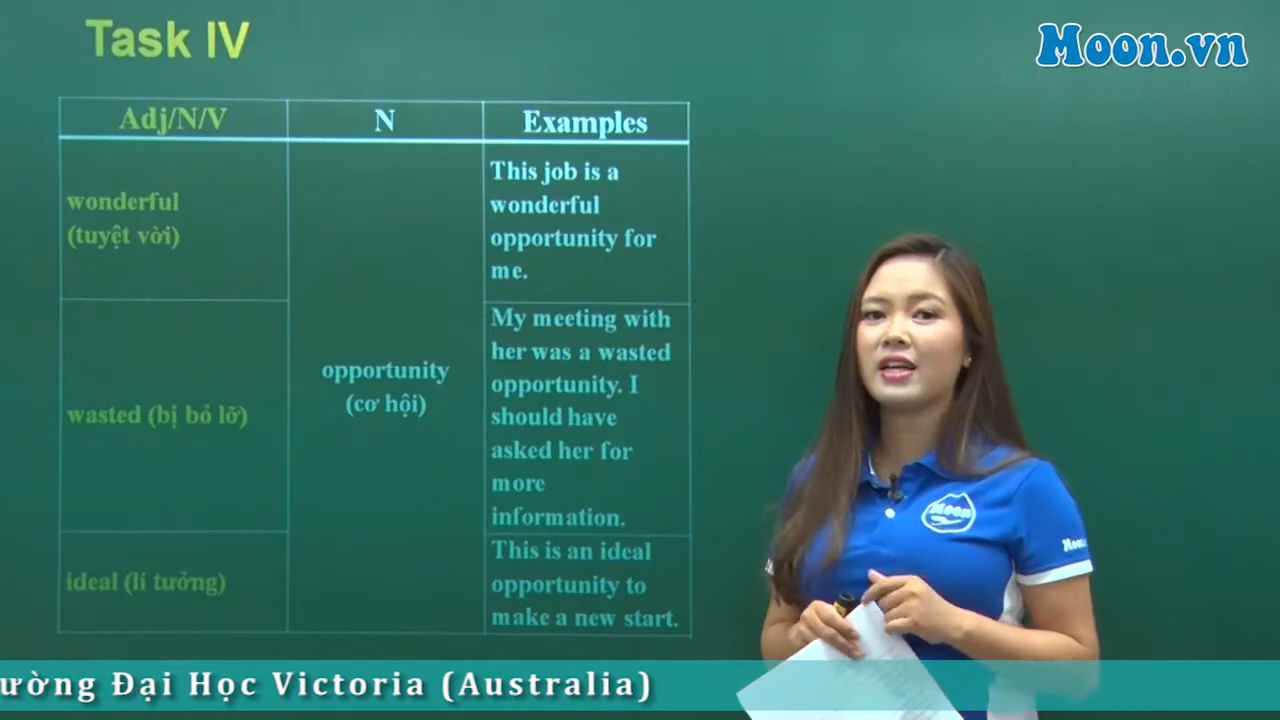 Task IV
Moon.vn
Adj/N/V
N
Examples
wonderful
(tuyệt vời)
This job is a
wonderful
opportunity for
me.
wasted (bị bỏ lỡ)
opportunity
(cơ hội)
My meeting with
her was a wasted
opportunity. I
should have
asked her for
more
information.
ideal (lí tưởng)
This is an ideal
opportunity to
make a new start.
Moon
Moon
ường Đại Học Victoria (Australia)